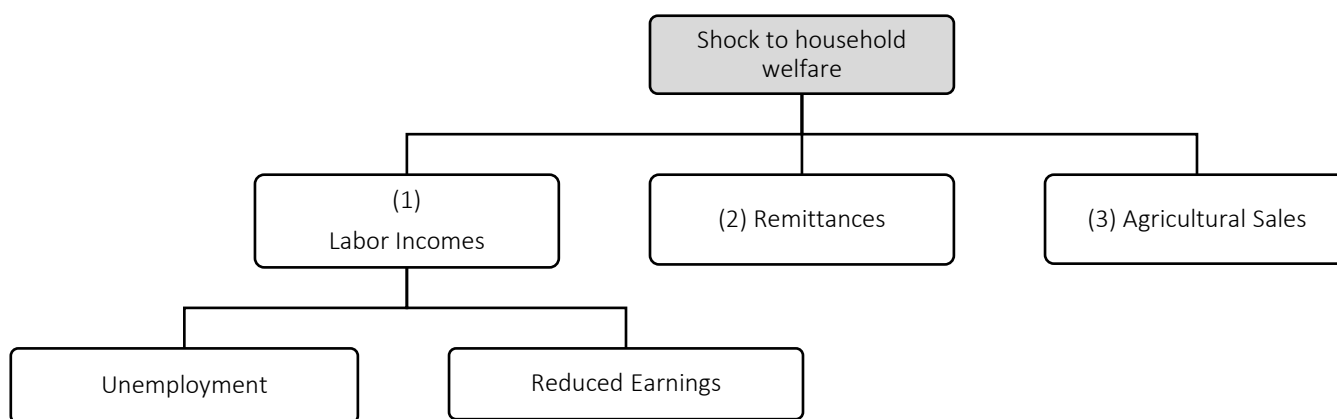 Shock to household
welfare
(1)
Labor Incomes
(2) Remittances
(3) Agricultural Sales
Unemployment
Reduced Earnings